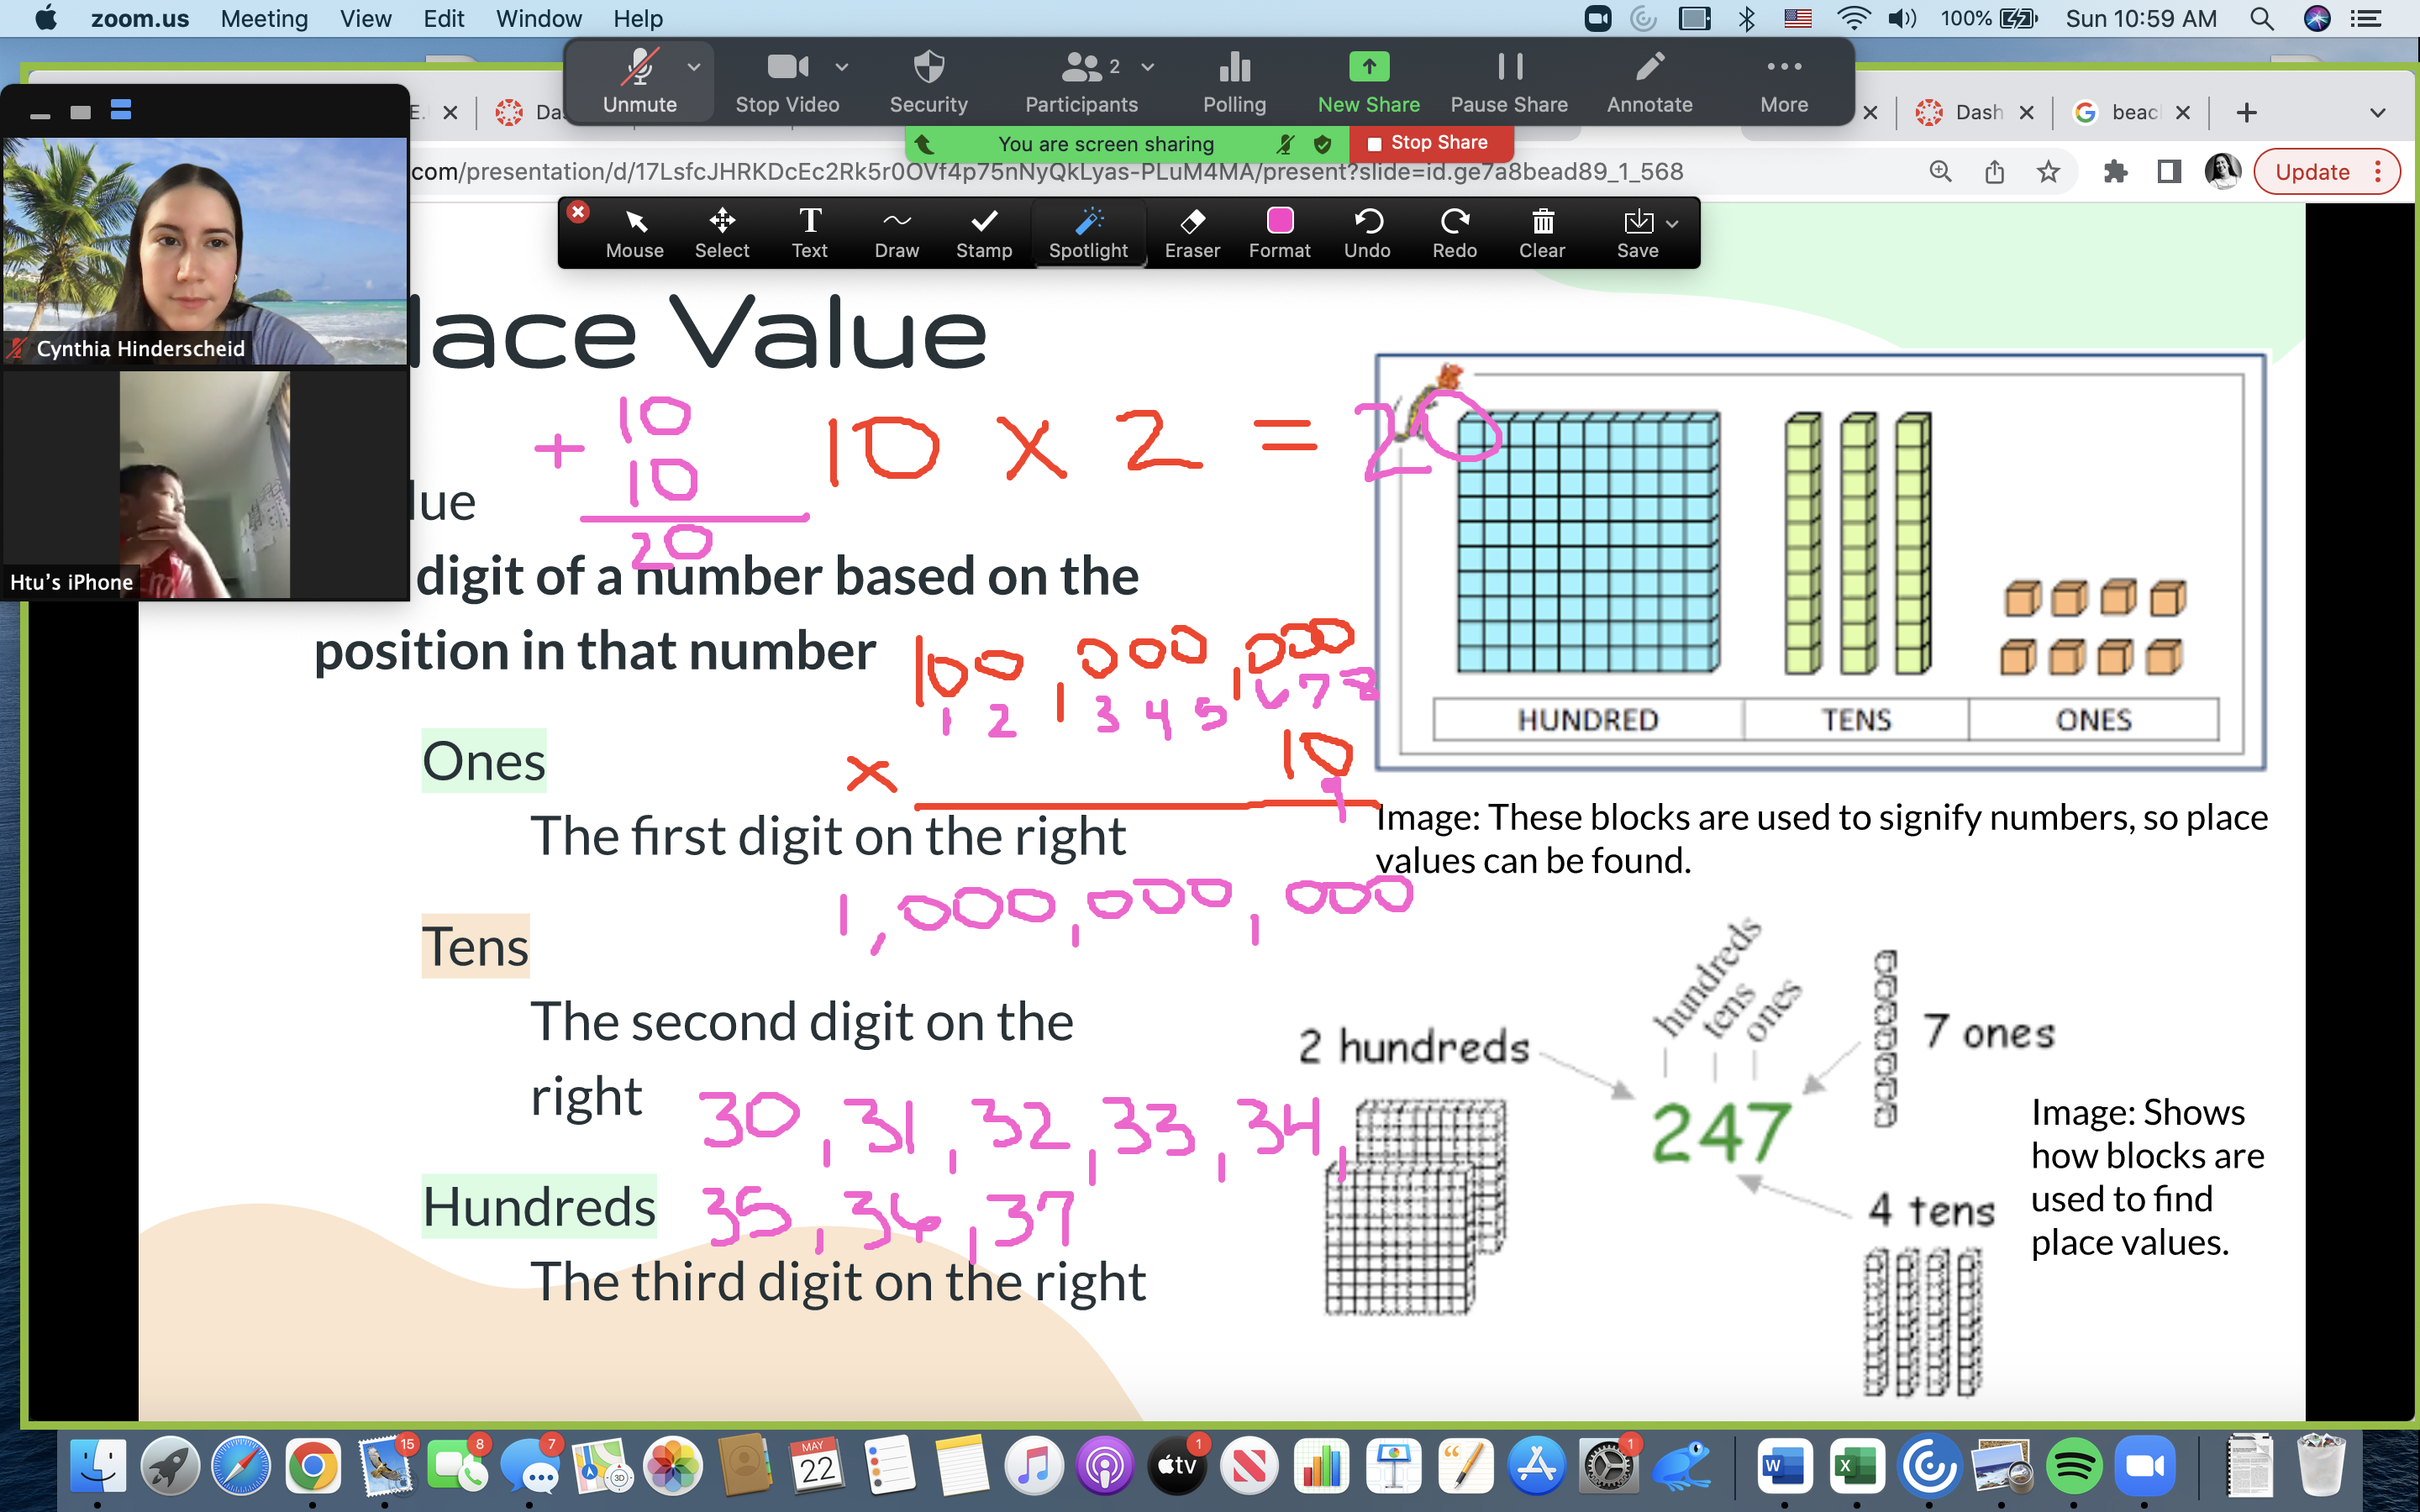 zoom.us Meeting View Edit Window Help 100% Sun 10:59 AM
Unmute Stop Video Security Participants 2 Polling New Share Pause Share Annotate More
You are screen sharing Stop Share
E. Da Dash beac
com/presentation/d/17LsfcJHRKDcEc2Rk5r0OVf4p75nNyQkLyas-PLuM4MA/present?slide=id.ge7a8bead89_1_568 Update
Mouse Select Text Draw Stamp Spotlight Eraser Format Undo Redo Clear Save
Cynthia Hinderscheid
Htu's iPhone
lace Value
10
+ 10
20
10 x 2 = 20
lue
digit of a number based on the
position in that number
100,000,000
1 2 3 4 5 6 7 8
x 10
9
1,000,000,000
Ones
The first digit on the right
Tens
The second digit on the
right
30, 31, 32, 33, 34,
35, 36, 37
Hundreds
The third digit on the right
HUNDRED TENS ONES
Image: These blocks are used to signify numbers, so place
values can be found.
hundreds
tens
ones
2 hundreds
7 ones
247
4 tens
Image: Shows
how blocks are
used to find
place values.
15 8 7 3D MAY 22 tv 1 1 W X